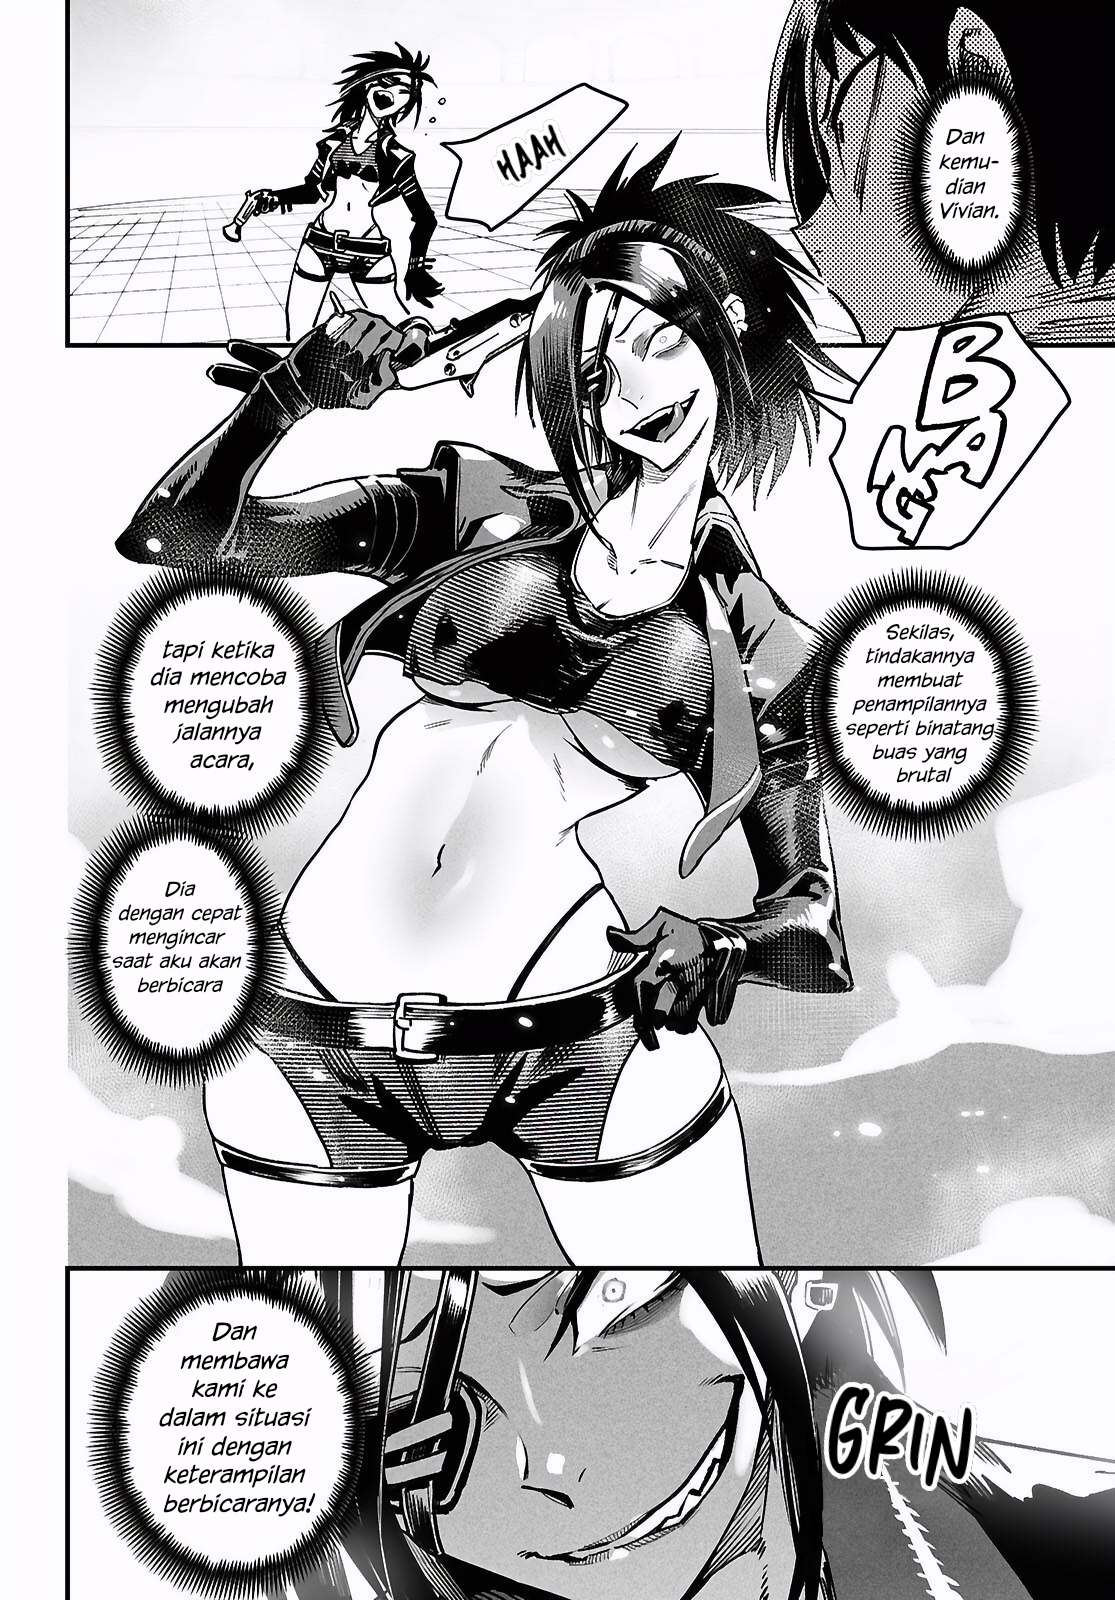 Dan
kemu-
dian
Vivian.
HAAH
BANG
Sekilas,
tindakannya
membuat
penampilannya
seperti binatang
buas yang
brutal
tapi ketika
dia mencoba
mengubah
jalannya
acara,
Dia
dengan cepat
mengincar
saat aku akan
berbicara
Dan
membawa
kami ke
dalam situasi
ini dengan
keterampilan
berbicaranya!
GRIN